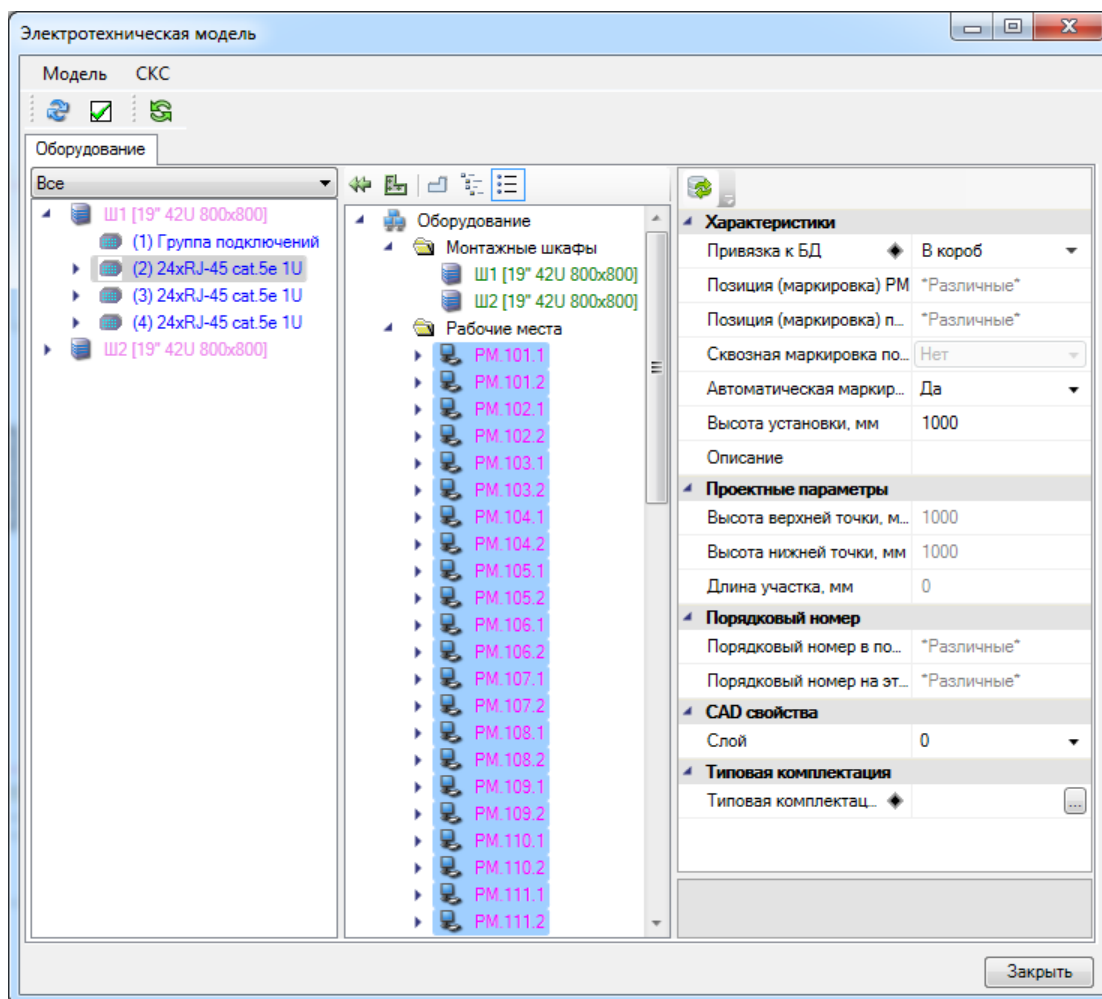 Электротехническая модель
Модель СКС
Оборудование
Все
Ш1 [19" 42U 800x800]
(1) Группа подключений
(2) 24xRJ-45 cat.5e 1U
(3) 24xRJ-45 cat.5e 1U
(4) 24xRJ-45 cat.5e 1U
Ш2 [19" 42U 800x800]
Оборудование
Монтажные шкафы
Ш1 [19" 42U 800x800]
Ш2 [19" 42U 800x800]
Рабочие места
РМ.101.1
РМ.101.2
РМ.102.1
РМ.102.2
РМ.103.1
РМ.103.2
РМ.104.1
РМ.104.2
РМ.105.1
РМ.105.2
РМ.106.1
РМ.106.2
РМ.107.1
РМ.107.2
РМ.108.1
РМ.108.2
РМ.109.1
РМ.109.2
РМ.110.1
РМ.110.2
РМ.111.1
РМ.111.2
Характеристики
Привязка к БД В короб
Позиция (маркировка) РМ *Различные*
Позиция (маркировка) п... *Различные*
Сквозная маркировка по... Нет
Автоматическая маркир... Да
Высота установки, мм 1000
Описание
Проектные параметры
Высота верхней точки, м... 1000
Высота нижней точки, мм 1000
Длина участка, мм 0
Порядковый номер
Порядковый номер в по... *Различные*
Порядковый номер на эт... *Различные*
CAD свойства
Слой 0
Типовая комплектация
Типовая комплектац... ...
Закрыть